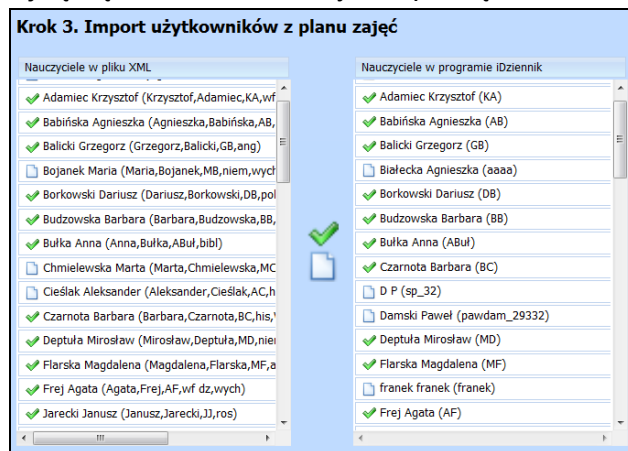 Krok 3. Import użytkowników z planu zajęć
Nauczyciele w pliku XML
Adamiec Krzysztof (Krzysztof,Adamiec,KA,wf
Babińska Agnieszka (Agnieszka,Babińska,AB,
Balicki Grzegorz (Grzegorz,Balicki,GB,ang)
Bojanek Maria (Maria,Bojanek,MB,niem,wych
Borkowski Dariusz (Dariusz,Borkowski,DB,pol
Budzowska Barbara (Barbara,Budzowska,BB,
Bułka Anna (Anna,Bułka,ABuł,bibl)
Chmielewska Marta (Marta,Chmielewska,MC
Cieślak Aleksander (Aleksander,Cieślak,AC,h
Czarnota Barbara (Barbara,Czarnota,BC,his,
Deptuła Mirosław (Mirosław,Deptuła,MD,nie
Flarska Magdalena (Magdalena,Flarska,MF,a
Frej Agata (Agata,Frej,AF,wf dz,wych)
Jarecki Janusz (Janusz,Jarecki,JJ,ros)
Nauczyciele w programie iDziennik
Adamiec Krzysztof (KA)
Babińska Agnieszka (AB)
Balicki Grzegorz (GB)
Białecka Agnieszka (aaaa)
Borkowski Dariusz (DB)
Budzowska Barbara (BB)
Bułka Anna (ABuł)
Czarnota Barbara (BC)
D P (sp_32)
Damski Paweł (pawdam_29332)
Deptuła Mirosław (MD)
Flarska Magdalena (MF)
franek franek (franek)
Frej Agata (AF)